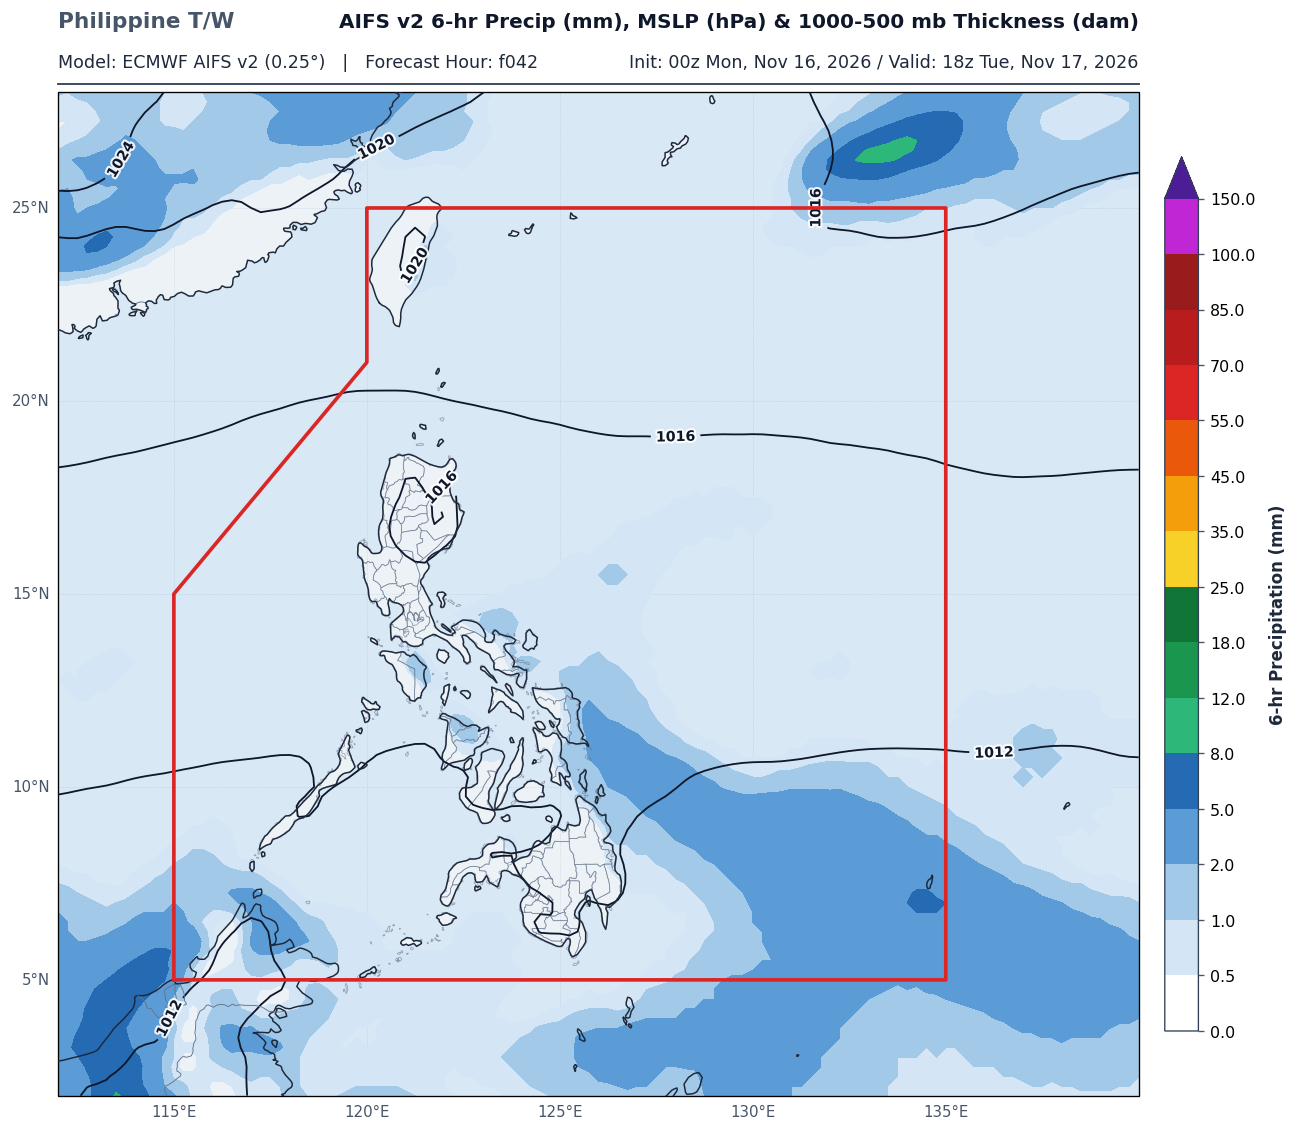 Philippine T/W
AIFS v2 6-hr Precip (mm), MSLP (hPa) & 1000-500 mb Thickness (dam)
Model: ECMWF AIFS v2 (0.25°) | Forecast Hour: f042
Init: 00z Mon, Nov 16, 2026 / Valid: 18z Tue, Nov 17, 2026
1024
1020
1016
1020
1016
1016
1012
1012
25°N
20°N
15°N
10°N
5°N
115°E
120°E
125°E
130°E
135°E
150.0
100.0
85.0
70.0
55.0
45.0
35.0
25.0
18.0
12.0
8.0
5.0
2.0
1.0
0.5
0.0
6-hr Precipitation (mm)